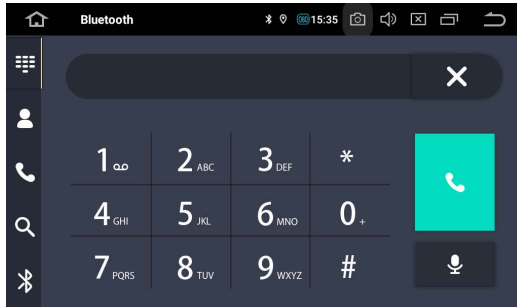 Bluetooth 15:35
1 2 ABC 3 DEF *
4 GHI 5 JKL 6 MNO 0 +
7 PQRS 8 TUV 9 WXYZ #